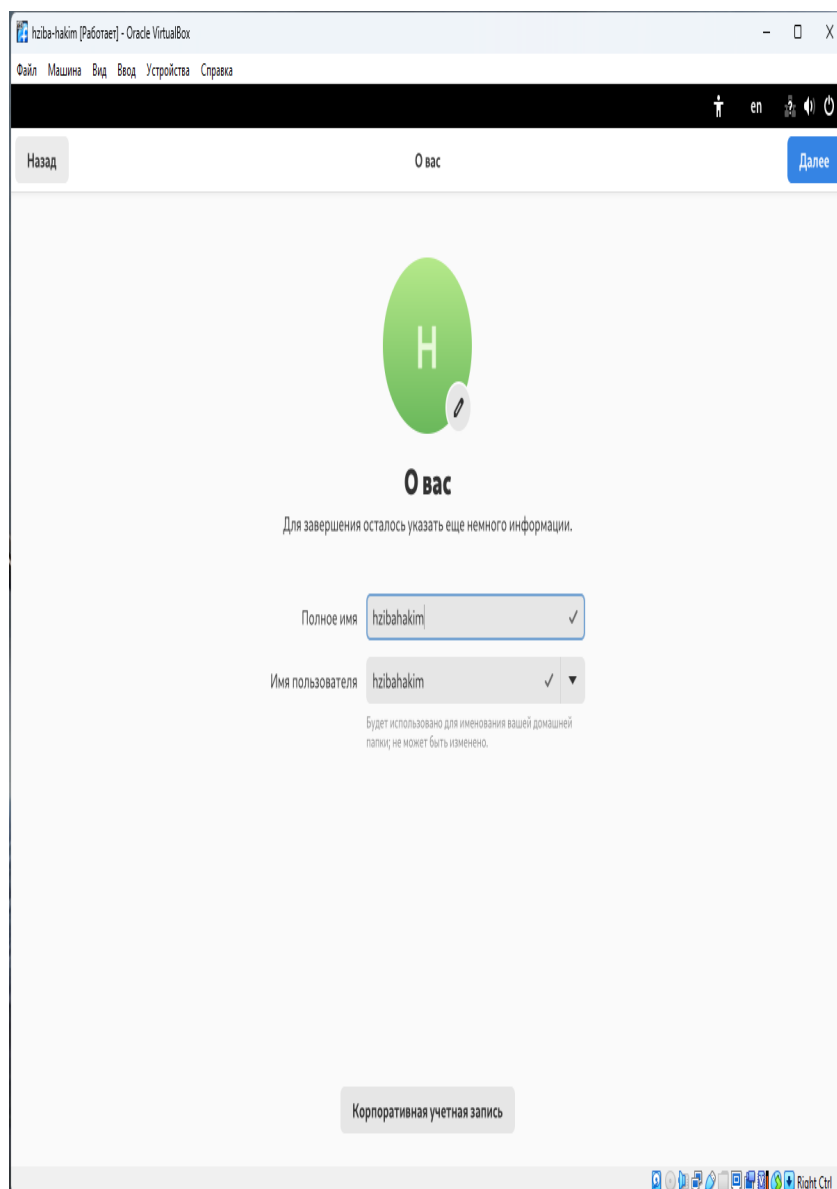 hziba-hakim [Работает] - Oracle VirtualBox
Файл Машина Вид Ввод Устройства Справка
en
Назад О вас Далее
H
О вас
Для завершения осталось указать еще немного информации.
Полное имя hzibahakim
Имя пользователя hzibahakim
Будет использовано для именования вашей домашней
папки; не может быть изменено.
Корпоративная учетная запись
Right Ctrl